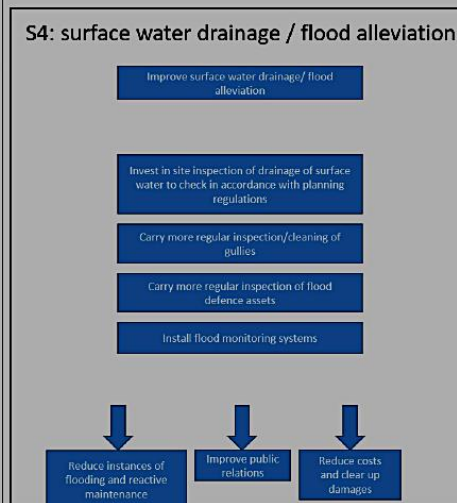 S4: surface water drainage / flood alleviation
Improve surface water drainage/ flood
alleviation
Invest in site inspection of drainage of surface
water to check in accordance with planning
regulations
Carry more regular inspection/cleaning of
gullies
Carry more regular inspection of flood
defence assets
Install flood monitoring systems
Reduce instances of
flooding and reactive
maintenance
Improve public
relations
Reduce costs
and clear up
damages